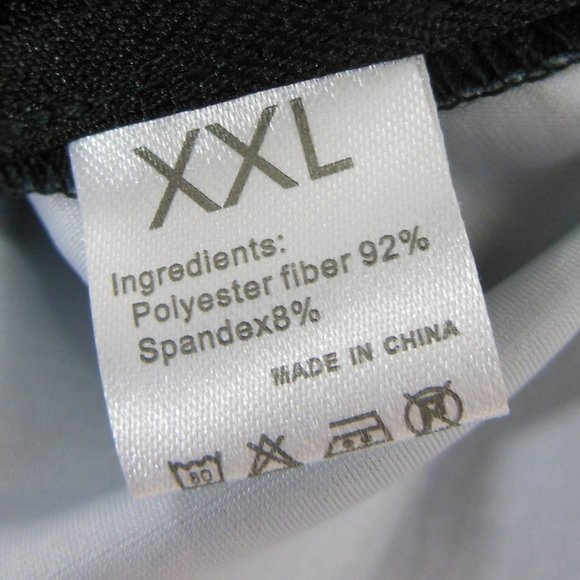 XXL
Ingredients:
Polyester fiber 92%
Spandex8%
MADE IN CHINA